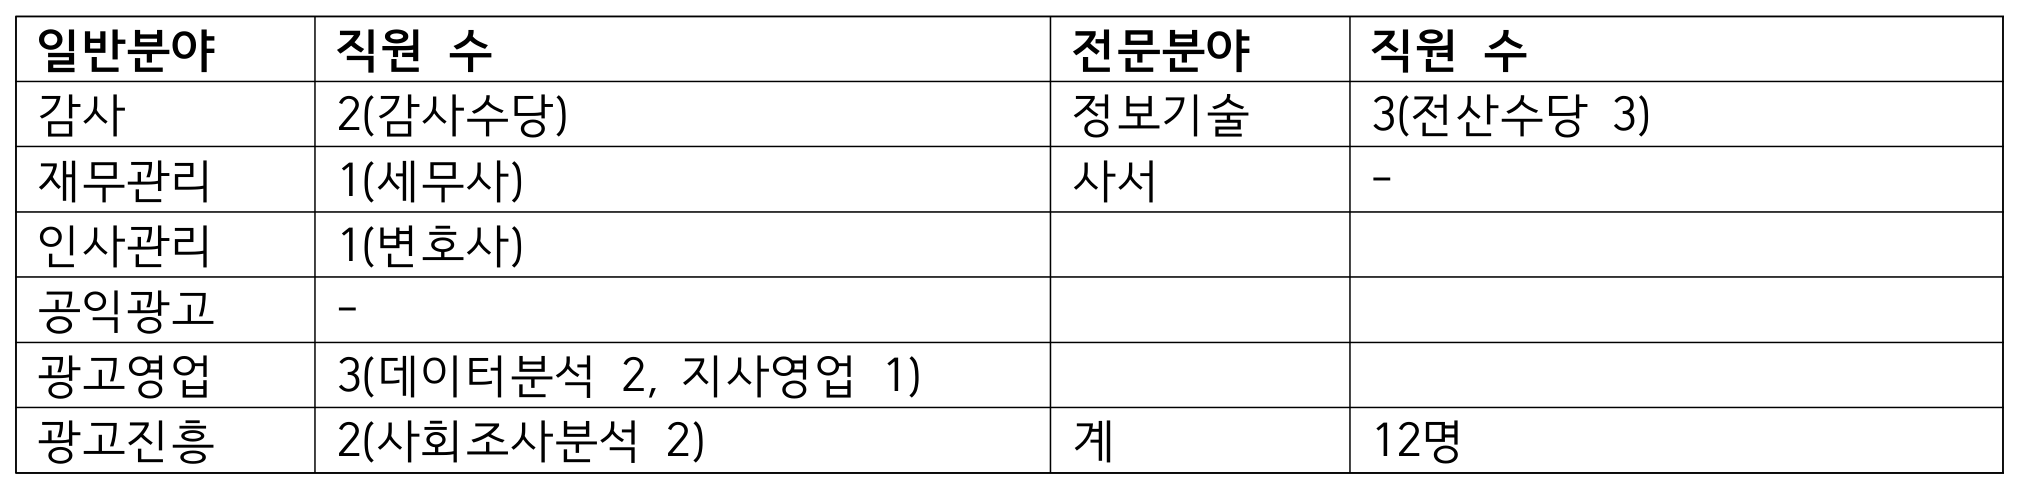 일반분야 직원 수 전문분야 직원 수
감사 2(감사수당) 정보기술 3(전산수당 3)
재무관리 1(세무사) 사서 -
인사관리 1(변호사)
공익광고 -
광고영업 3(데이터분석 2, 지사영업 1)
광고진흥 2(사회조사분석 2) 계 12명